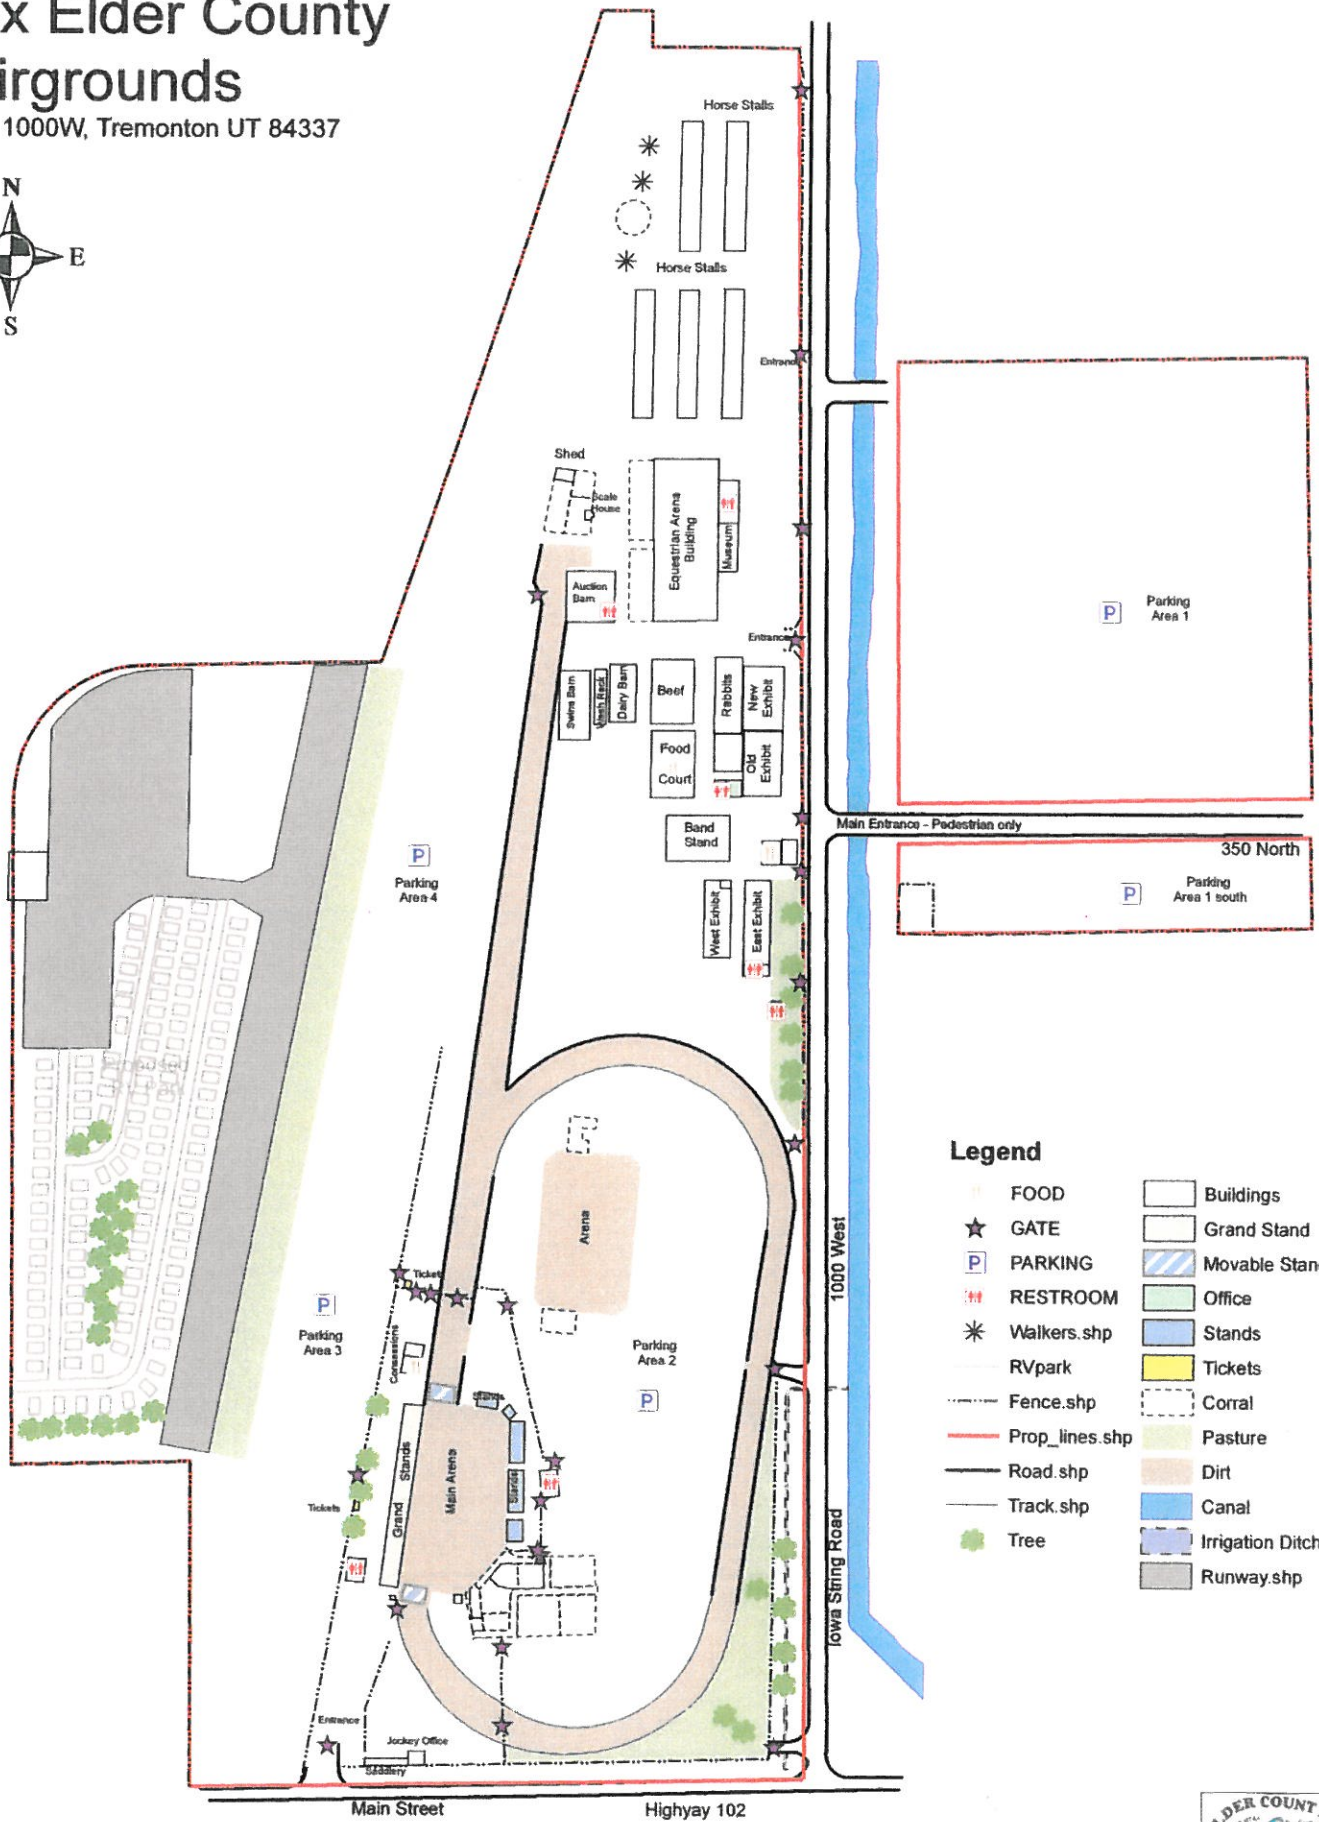 x Elder County
irgrounds
1000W, Tremonton UT 84337
N
E
S
Horse Stalls
Horse Stalls
Entrance
Shed
Scale
House
Equestrian Arena
Building
Museum
Auction
Barn
Entrance
Swine Barn
Wash Rack
Dairy Barn
Beef
Rabbits
New
Exhibit
Food
Court
Old
Exhibit
Band
Stand
West Exhibit
East Exhibit
P
Parking
Area 1
Main Entrance - Pedestrian only
350 North
P
Parking
Area 1 south
P
Parking
Area 4
Arena
Tickets
P
Parking
Area 3
Concessions
Parking
Area 2
P
Stands
Grand Stands
Main Arena
Stands
Tickets
Entrance
Jockey Office
Saddlery
1000 West
Iowa String Road
Main Street
Highyay 102
Legend
FOOD
GATE
P PARKING
RESTROOM
Walkers.shp
RVpark
Fence.shp
Prop_lines.shp
Road.shp
Track.shp
Tree
Buildings
Grand Stand
Movable Stan
Office
Stands
Tickets
Corral
Pasture
Dirt
Canal
Irrigation Ditch
Runway.shp
LDER COUNT